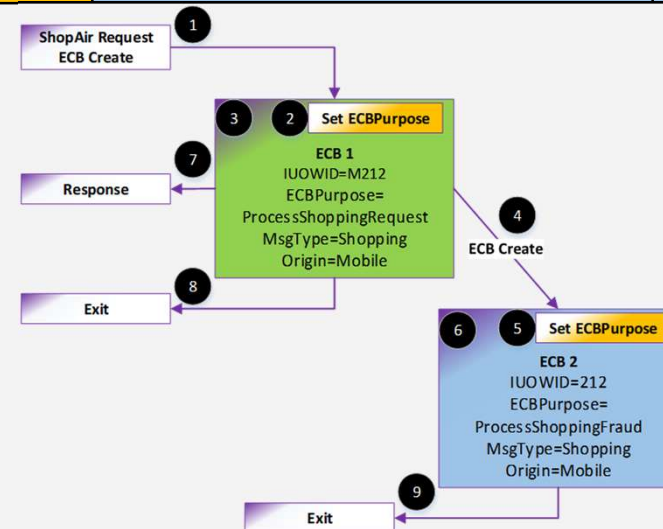 1
ShopAir Request
ECB Create
3
2
Set ECBPurpose
ECB 1
IUOWID=M212
ECBPurpose=
ProcessShoppingRequest
MsgType=Shopping
Origin=Mobile
7
Response
4
ECB Create
8
Exit
6
5
Set ECBPurpose
ECB 2
IUOWID=212
ECBPurpose=
ProcessShoppingFraud
MsgType=Shopping
Origin=Mobile
9
Exit